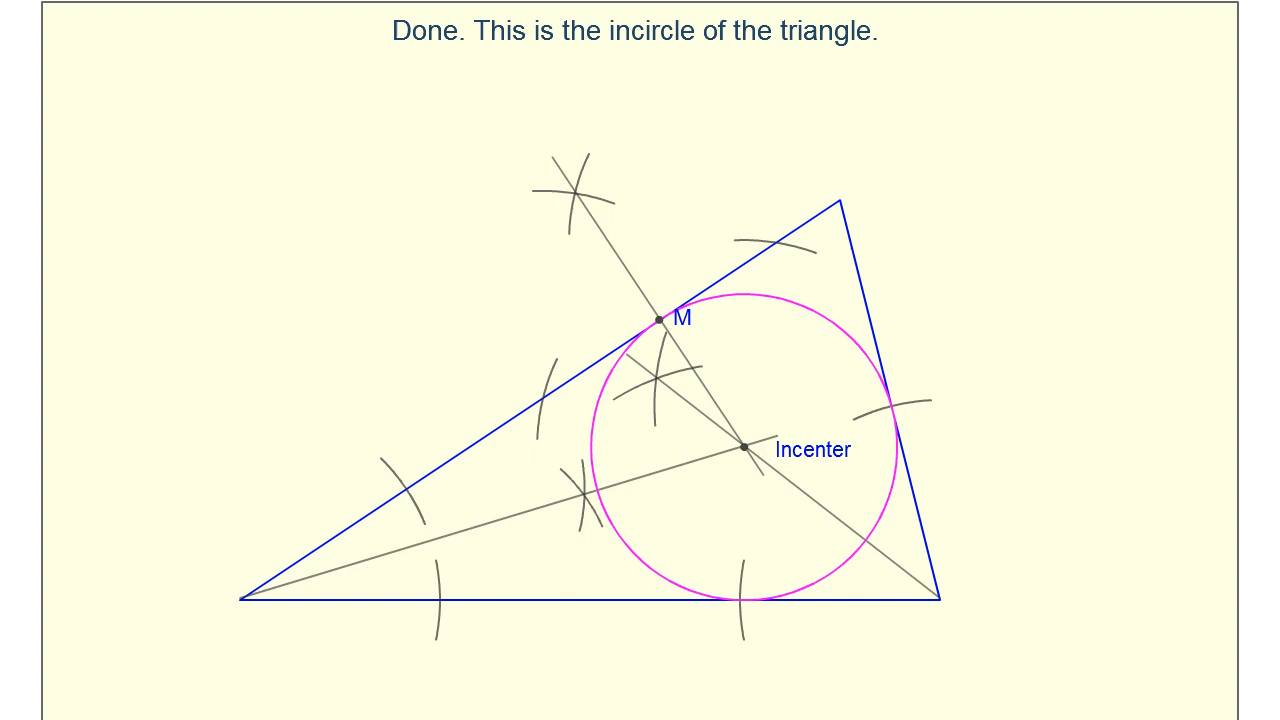 Done. This is the incircle of the triangle.
M
Incenter